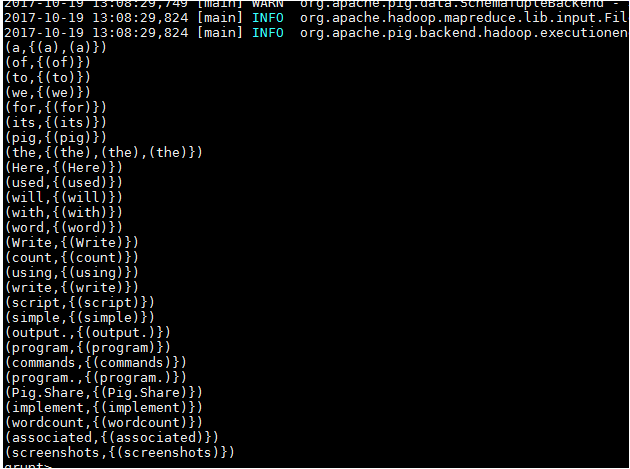 2017-10-19 13:08:29,749 [main] WARN  org.apache.pig.data.SchemaTupleBackend -
2017-10-19 13:08:29,824 [main] INFO  org.apache.hadoop.mapreduce.lib.input.Fil
2017-10-19 13:08:29,824 [main] INFO  org.apache.pig.backend.hadoop.executionen
(a,{(a),(a)})
(of,{(of)})
(to,{(to)})
(we,{(we)})
(for,{(for)})
(its,{(its)})
(pig,{(pig)})
(the,{(the),(the),(the)})
(Here,{(Here)})
(used,{(used)})
(will,{(will)})
(with,{(with)})
(word,{(word)})
(Write,{(Write)})
(count,{(count)})
(using,{(using)})
(write,{(write)})
(script,{(script)})
(simple,{(simple)})
(output.,{(output.)})
(program,{(program)})
(commands,{(commands)})
(program.,{(program.)})
(Pig.Share,{(Pig.Share)})
(implement,{(implement)})
(wordcount,{(wordcount)})
(associated,{(associated)})
(screenshots,{(screenshots)})
grunt>